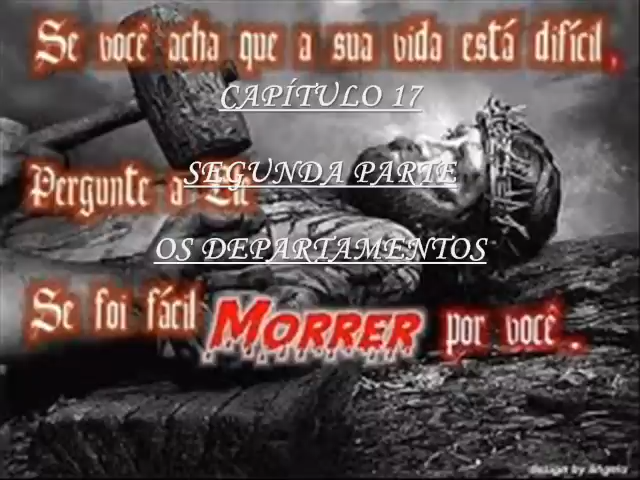 Se você acha que a sua vida está difícil,
CAPÍTULO 17
SEGUNDA PARTE
Pergunte a Ele
OS DEPARTAMENTOS
Se foi fácil MORRER por você.
design by Angela